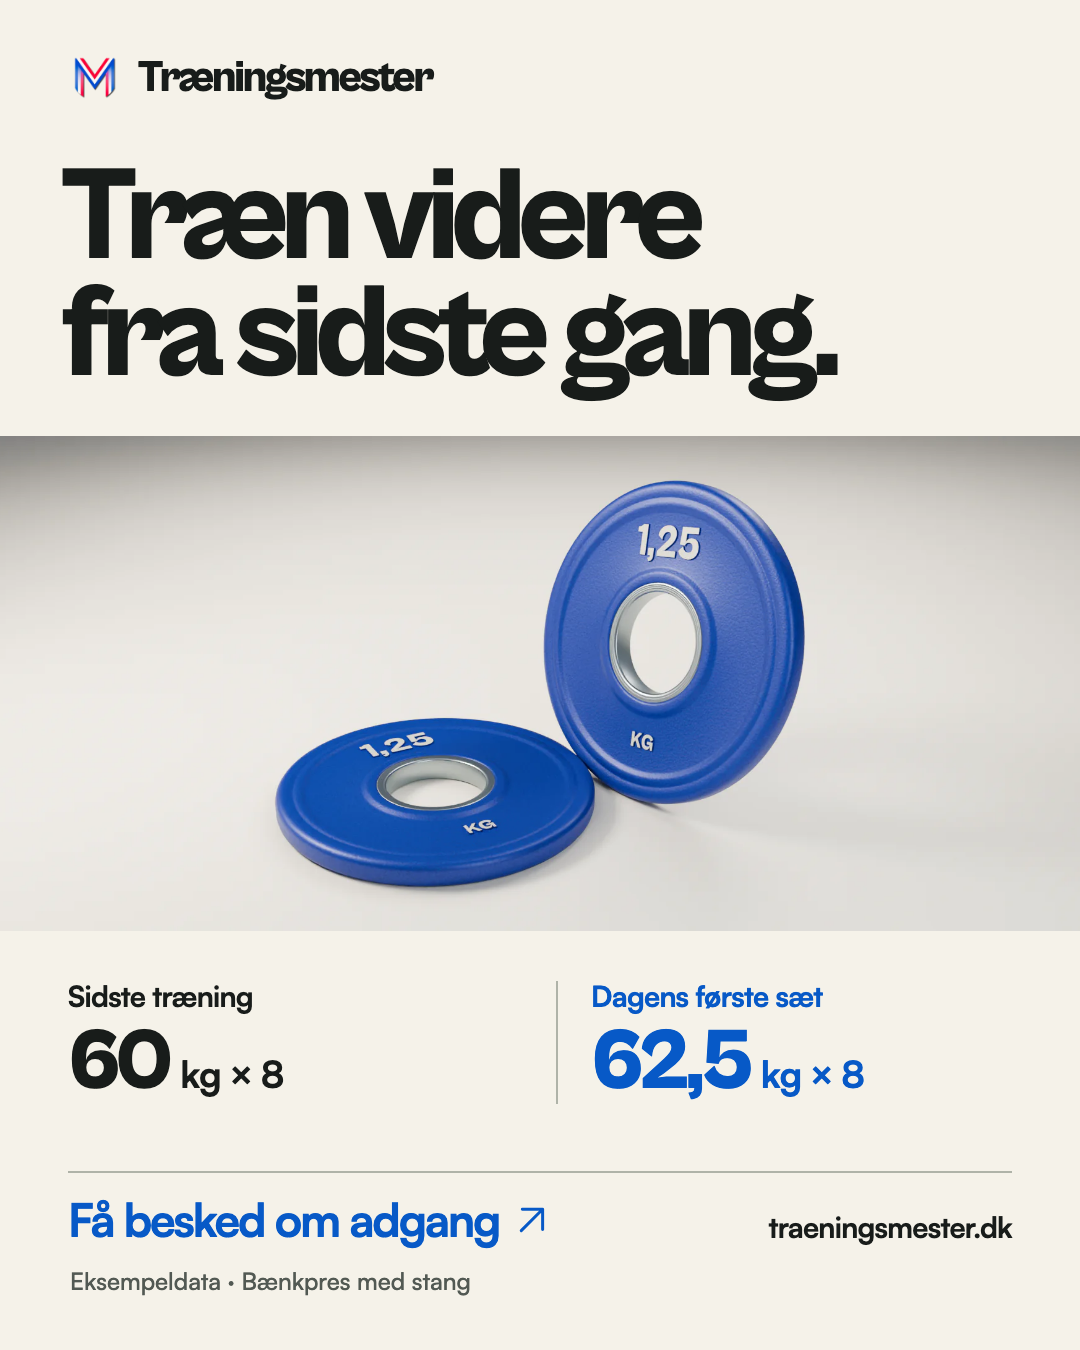 Træningsmester
Træn videre
fra sidste gang.
1,25
KG
1,25
KG
Sidste træning
60 kg × 8
Dagens første sæt
62,5 kg × 8
Få besked om adgang ↗
traeningsmester.dk
Eksempeldata · Bænkpres med stang